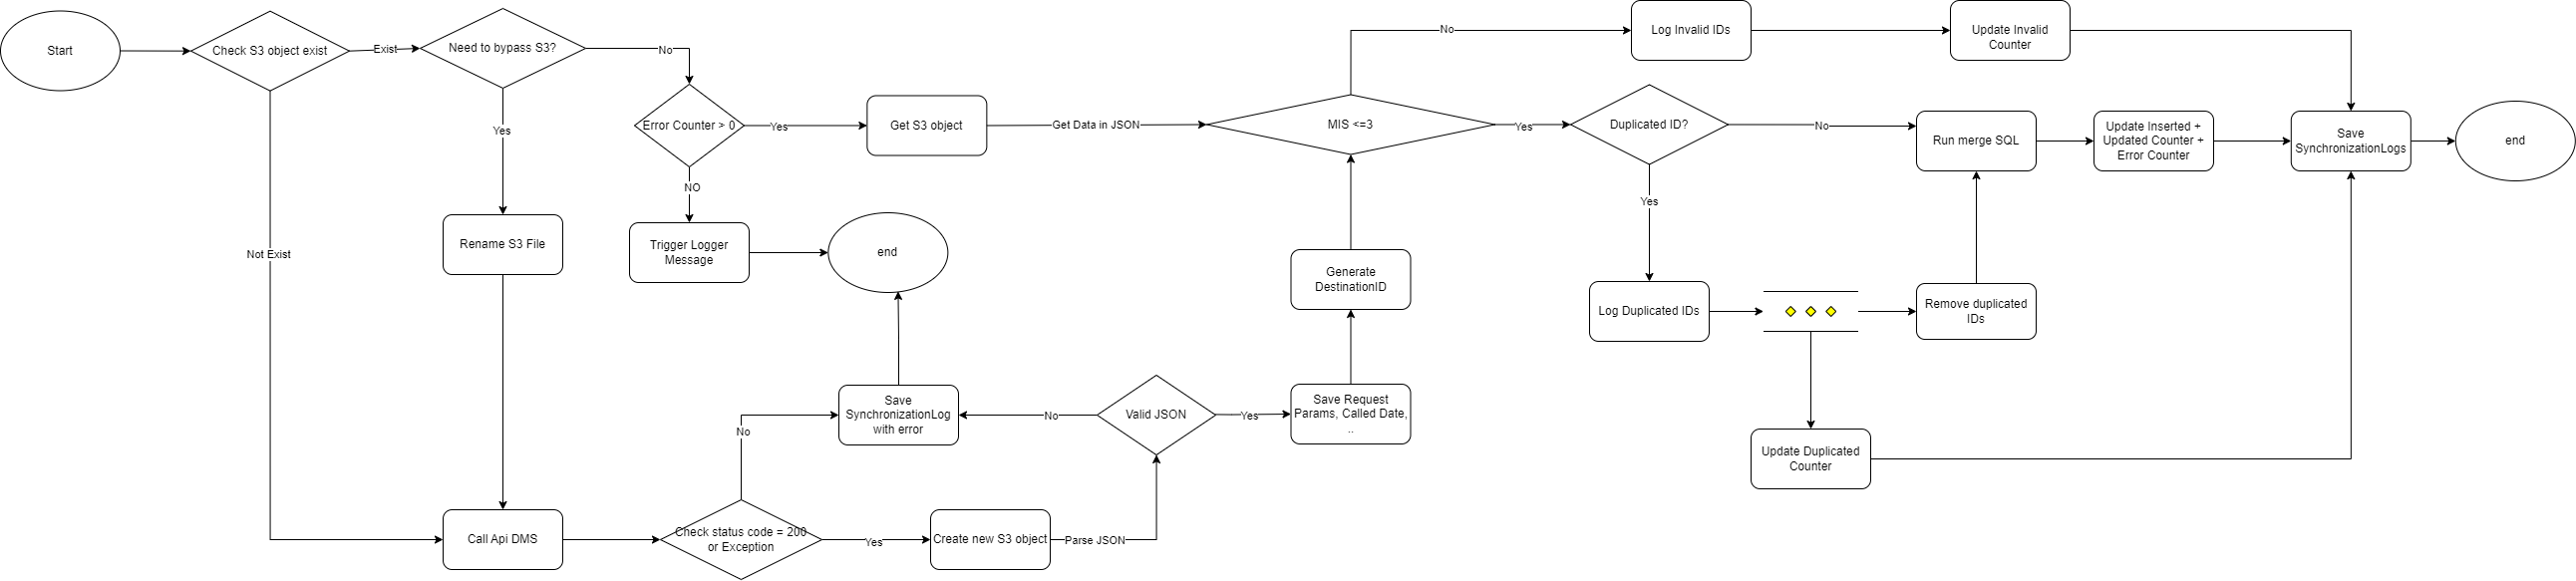 Start
Check S3 object exist
Exist
Need to bypass S3?
No
Yes
Not Exist
Rename S3 File
Error Counter > 0
Yes
NO
Trigger Logger
Message
end
Get S3 object
Get Data in JSON
MIS <=3
No
Log Invalid IDs
Update Invalid
Counter
Yes
Duplicated ID?
No
Yes
Run merge SQL
Update Inserted +
Updated Counter +
Error Counter
Save
SynchronizationLogs
end
Generate
DestinationID
Log Duplicated IDs
Remove duplicated
IDs
Update Duplicated
Counter
Save
SynchronizationLog
with error
No
No
Valid JSON
Yes
Save Request
Params, Called Date,
..
Call Api DMS
Check status code = 200
or Exception
Yes
Create new S3 object
Parse JSON